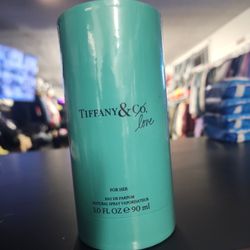 TIFFANY & CO.
love
FOR HER
EAU DE PARFUM
NATURAL SPRAY VAPORISATEUR
3.0 FL OZ ℮ 90 ml